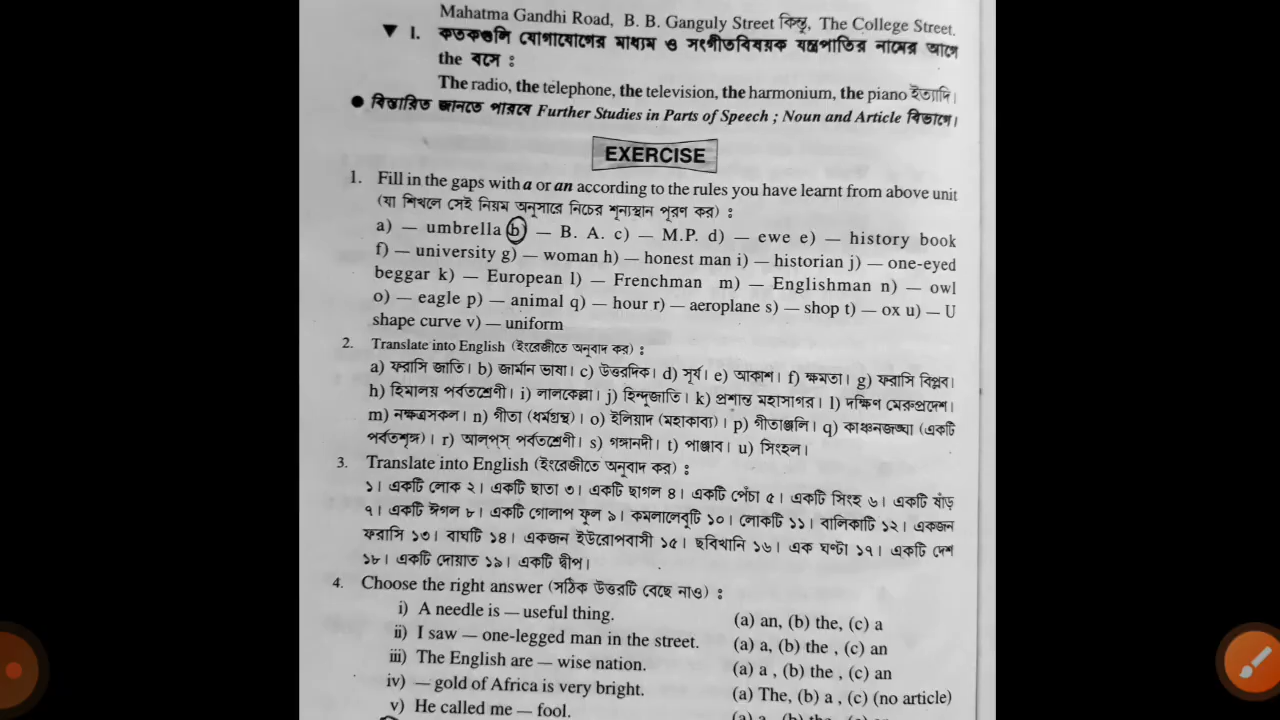 Mahatma Gandhi Road, B. B. Ganguly Street কিন্তু, The College Street.
▼ l. কতকগুলি যোগাযোগের মাধ্যম ও সংগীতবিষয়ক যন্ত্রপাতির নামের আগে
the বসে :
The radio, the telephone, the television, the harmonium, the piano ইত্যাদি।
● বিস্তারিত জানতে পারবে Further Studies in Parts of Speech ; Noun and Article বিভাগে।
EXERCISE
1. Fill in the gaps with a or an according to the rules you have learnt from above unit
(যা শিখলে সেই নিয়ম অনুসারে নিচের শূন্যস্থান পূরণ কর) :
a) — umbrella b) — B. A. c) — M.P. d) — ewe e) — history book
f) — university g) — woman h) — honest man i) — historian j) — one-eyed
beggar k) — European l) — Frenchman m) — Englishman n) — owl
o) — eagle p) — animal q) — hour r) — aeroplane s) — shop t) — ox u) — U
shape curve v) — uniform
2. Translate into English (ইংরেজীতে অনুবাদ কর) :
a) ফরাসি জাতি। b) জার্মান ভাষা। c) উত্তরদিক। d) সূর্য। e) আকাশ। f) ক্ষমতা। g) ফরাসি বিপ্লব।
h) হিমালয় পর্বতশ্রেণী। i) লালকেল্লা। j) হিন্দুজাতি। k) প্রশান্ত মহাসাগর। l) দক্ষিণ মেরুপ্রদেশ।
m) নক্ষত্রসকল। n) গীতা (ধর্মগ্রন্থ)। o) ইলিয়াদ (মহাকাব্য)। p) গীতাঞ্জলি। q) কাঞ্চনজঙ্ঘা (একটি
পর্বতশৃঙ্গ)। r) আল্পস্ পর্বতশ্রেণী। s) গঙ্গানদী। t) পাঞ্জাব। u) সিংহল।
3. Translate into English (ইংরেজীতে অনুবাদ কর) :
১। একটি লোক ২। একটি ছাতা ৩। একটি ছাগল ৪। একটি পেঁচা ৫। একটি সিংহ ৬। একটি ষাঁড়
৭। একটি ঈগল ৮। একটি গোলাপ ফুল ৯। কমলালেবুটি ১০। লোকটি ১১। বালিকাটি ১২। একজন
ফরাসি ১৩। বাঘটি ১৪। একজন ইউরোপবাসী ১৫। ছবিখানি ১৬। এক ঘণ্টা ১৭। একটি দেশ
১৮। একটি দোয়াত ১৯। একটি দ্বীপ।
4. Choose the right answer (সঠিক উত্তরটি বেছে নাও) :
i) A needle is — useful thing. (a) an, (b) the, (c) a
ii) I saw — one-legged man in the street. (a) a, (b) the , (c) an
iii) The English are — wise nation. (a) a , (b) the , (c) an
iv) — gold of Africa is very bright. (a) The, (b) a , (c) (no article)
v) He called me — fool.